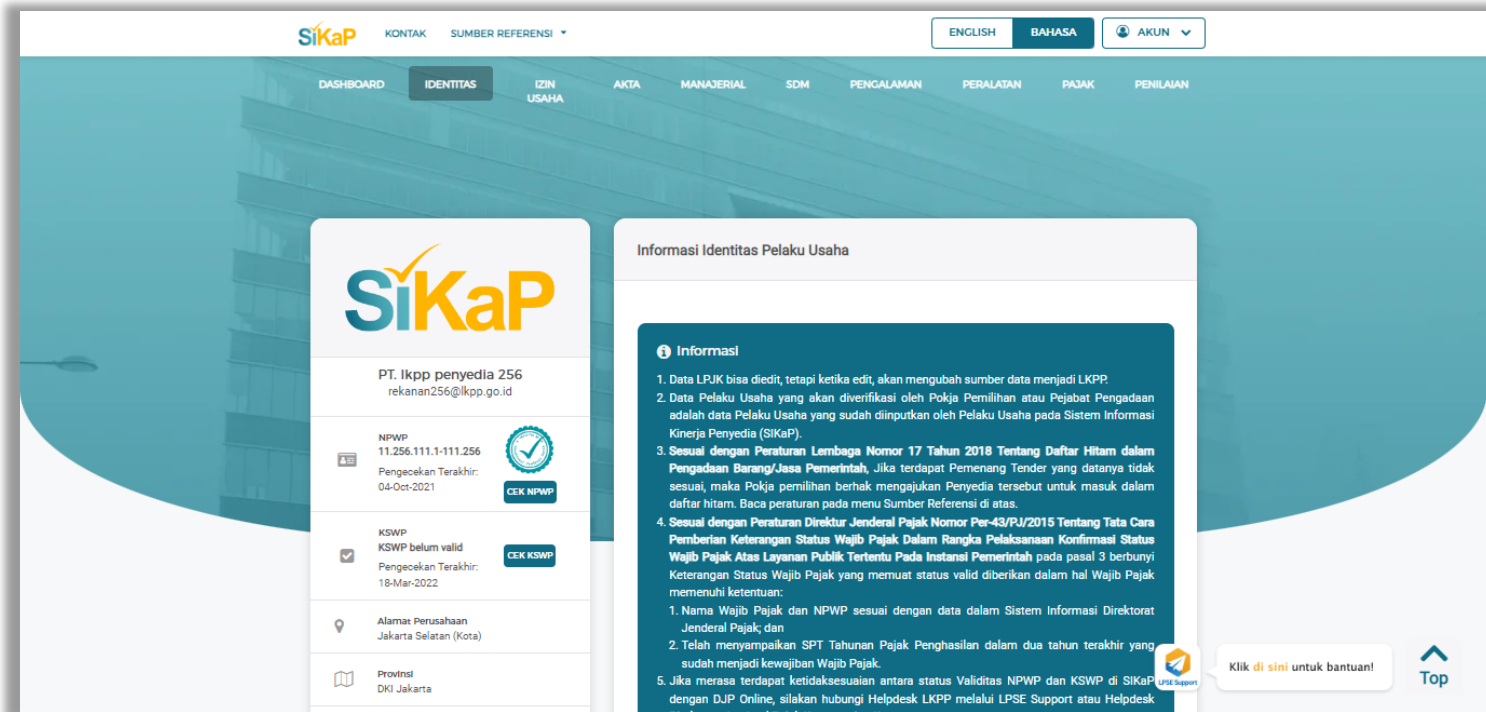 SiKaP
KONTAK
SUMBER REFERENSI
ENGLISH
BAHASA
AKUN
DASHBOARD
IDENTITAS
IZIN
USAHA
AKTA
MANAJERIAL
SDM
PENGALAMAN
PERALATAN
PAJAK
PENILAIAN
SiKaP
PT. lkpp penyedia 256
rekanan256@lkpp.go.id
NPWP
11.256.111.1-111.256
Pengecekan Terakhir:
04-Oct-2021
CEK NPWP
KSWP
KSWP belum valid
Pengecekan Terakhir:
18-Mar-2022
CEK KSWP
Alamat Perusahaan
Jakarta Selatan (Kota)
Provinsi
DKI Jakarta
Informasi Identitas Pelaku Usaha
Informasi
1. Data LPJK bisa diedit, tetapi ketika edit, akan mengubah sumber data menjadi LKPP.
2. Data Pelaku Usaha yang akan diverifikasi oleh Pokja Pemilihan atau Pejabat Pengadaan
adalah data Pelaku Usaha yang sudah diinputkan oleh Pelaku Usaha pada Sistem Informasi
Kinerja Penyedia (SIKaP).
3. Sesuai dengan Peraturan Lembaga Nomor 17 Tahun 2018 Tentang Daftar Hitam dalam
Pengadaan Barang/Jasa Pemerintah, Jika terdapat Pemenang Tender yang datanya tidak
sesuai, maka Pokja pemilihan berhak mengajukan Penyedia tersebut untuk masuk dalam
daftar hitam. Baca peraturan pada menu Sumber Referensi di atas.
4. Sesuai dengan Peraturan Direktur Jenderal Pajak Nomor Per-43/PJ/2015 Tentang Tata Cara
Pemberian Keterangan Status Wajib Pajak Dalam Rangka Pelaksanaan Konfirmasi Status
Wajib Pajak Atas Layanan Publik Tertentu Pada Instansi Pemerintah pada pasal 3 berbunyi
Keterangan Status Wajib Pajak yang memuat status valid diberikan dalam hal Wajib Pajak
memenuhi ketentuan:
1. Nama Wajib Pajak dan NPWP sesuai dengan data dalam Sistem Informasi Direktorat
Jenderal Pajak; dan
2. Telah menyampaikan SPT Tahunan Pajak Penghasilan dalam dua tahun terakhir yang
sudah menjadi kewajiban Wajib Pajak.
5. Jika merasa terdapat ketidaksesuaian antara status Validitas NPWP dan KSWP di SIKaP
dengan DJP Online, silakan hubungi Helpdesk LKPP melalui LPSE Support atau Helpdesk
LPSE Support
Klik di sini untuk bantuan!
Top